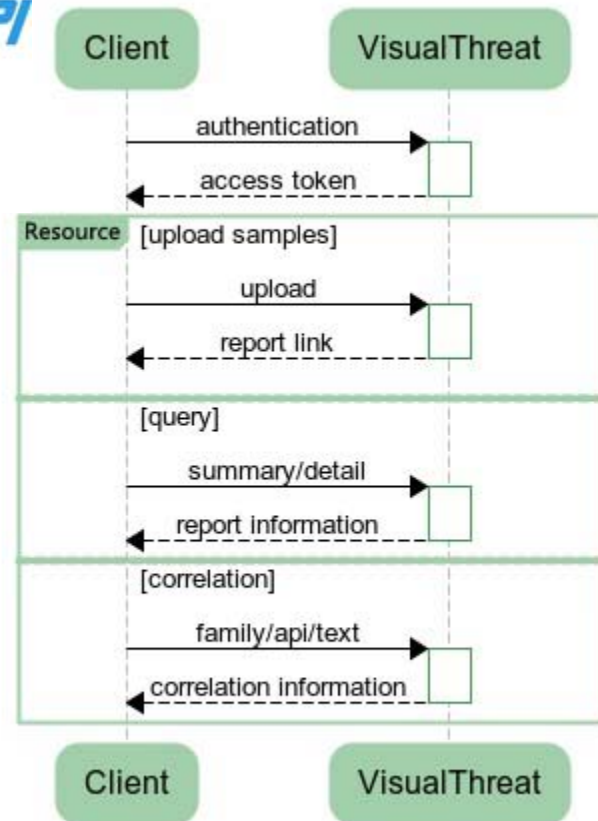 PI
Client VisualThreat
authentication
access token
Resource [upload samples]
upload
report link
[query]
summary/detail
report information
[correlation]
family/api/text
correlation information
Client VisualThreat